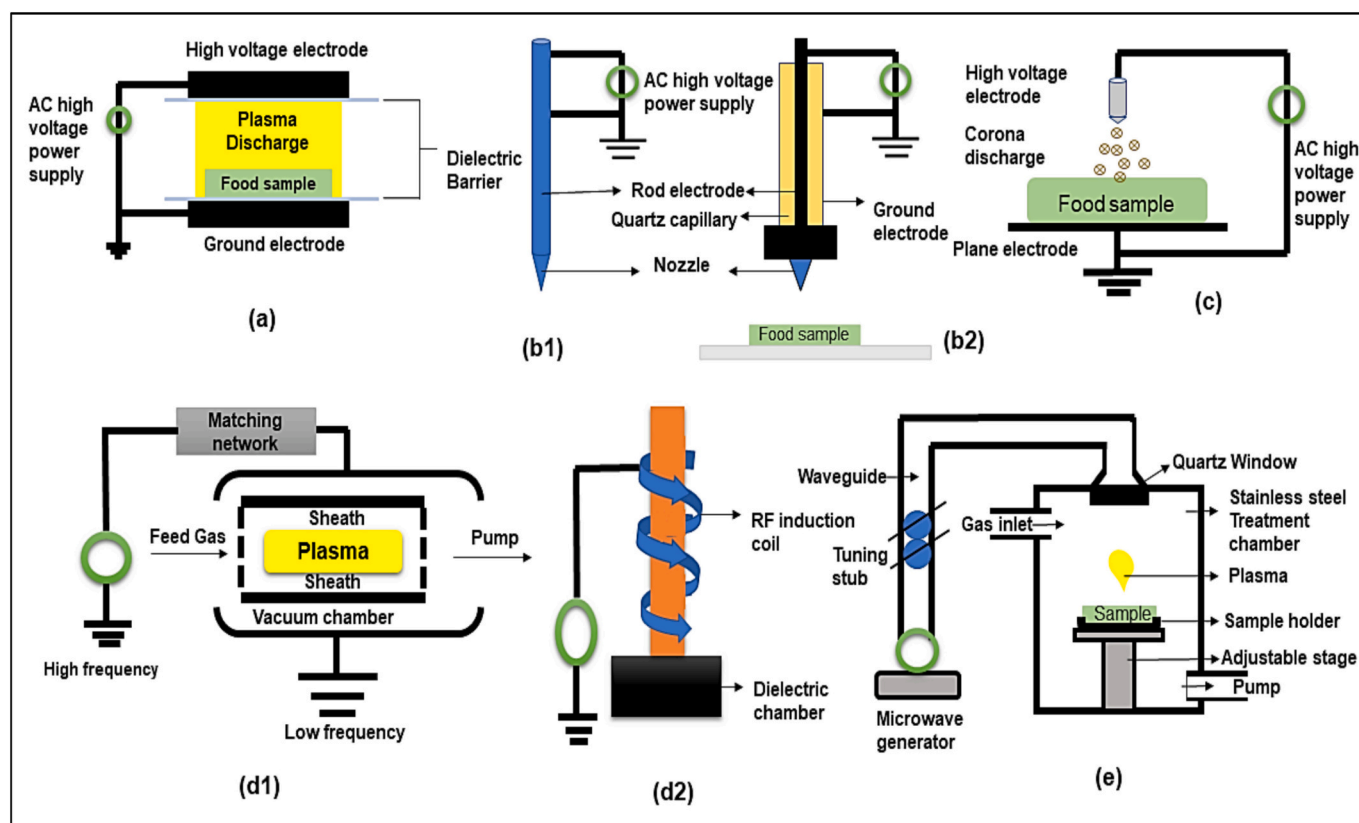 High voltage electrode
AC high
voltage
power
supply
Plasma
Discharge
Food sample
Dielectric
Barrier
Ground electrode
(a)
AC high voltage
power supply
Rod electrode
Quartz capillary
Ground
electrode
Nozzle
(b1)
Food sample
(b2)
High voltage
electrode
Corona
discharge
AC high
voltage
power
supply
Food sample
Plane electrode
(c)
Matching
network
Feed Gas
Sheath
Plasma
Sheath
Vacuum chamber
Pump
High frequency
Low frequency
(d1)
RF induction
coil
Dielectric
chamber
(d2)
Waveguide
Tuning
stub
Microwave
generator
Quartz Window
Gas inlet
Stainless steel
Treatment
chamber
Plasma
Sample
Sample holder
Adjustable stage
Pump
(e)